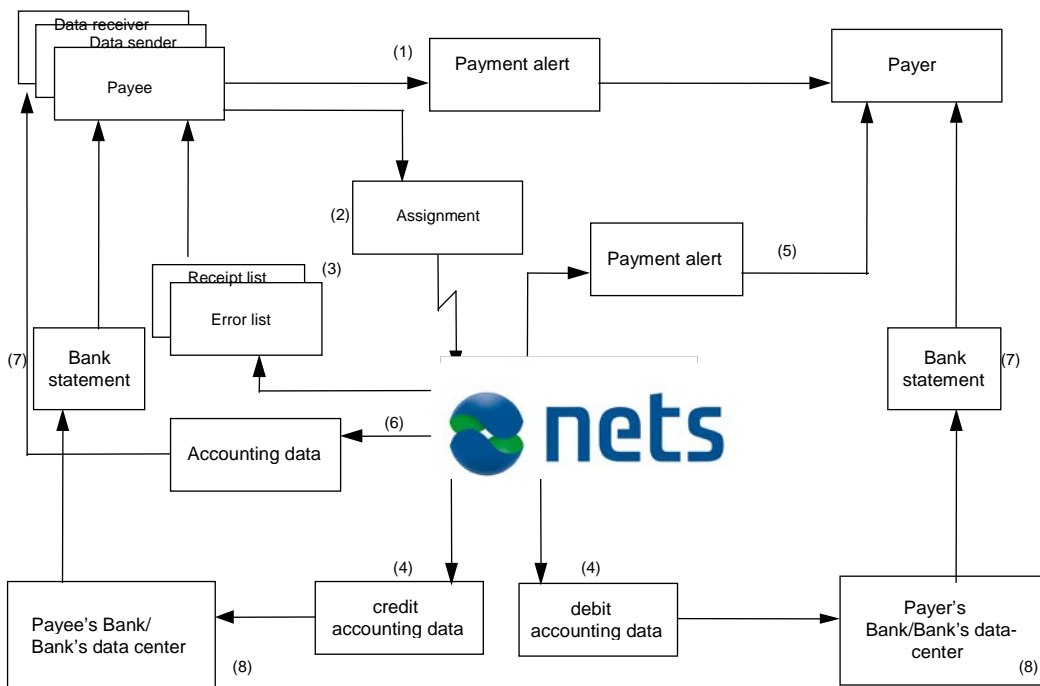 Data receiver
Data sender
Payee
(1)
Payment alert
Payer
(2)
Assignment
Payment alert
(5)
(3)
Receipt list
Error list
(7)
Bank
statement
Bank
statement
(7)
nets
(6)
Accounting data
(4)
(4)
credit
accounting data
debit
accounting data
Payee’s Bank/
Bank’s data center
(8)
Payer’s
Bank/Bank’s data-
center
(8)